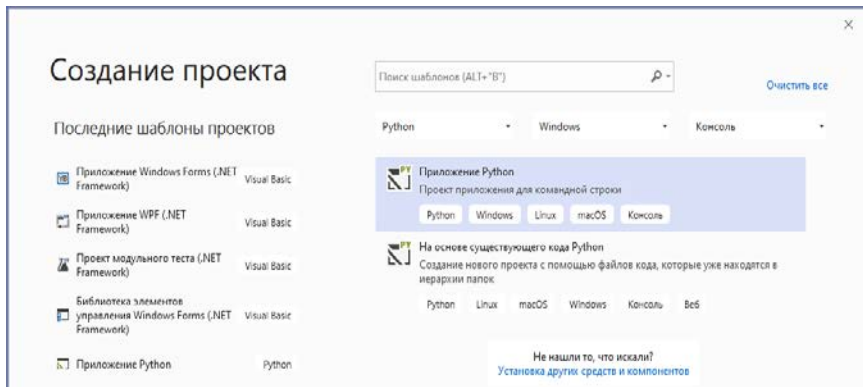 Создание проекта
Последние шаблоны проектов
Приложение Windows Forms (.NET
Framework)
Visual Basic
Приложение WPF (.NET
Framework)
Visual Basic
Проект модульного теста (.NET
Framework)
Visual Basic
Библиотека элементов
управления Windows Forms (.NET
Framework)
Visual Basic
Приложение Python
Python
Поиск шаблонов (ALT+"B")
Очистить все
Python
Windows
Консоль
Приложение Python
Проект приложения для командной строки
Python Windows Linux macOS Консоль
На основе существующего кода Python
Создание нового проекта с помощью файлов кода, которые уже находятся в
иерархии папок
Python Linux macOS Windows Консоль Веб
Не нашли то, что искали?
Установка других средств и компонентов